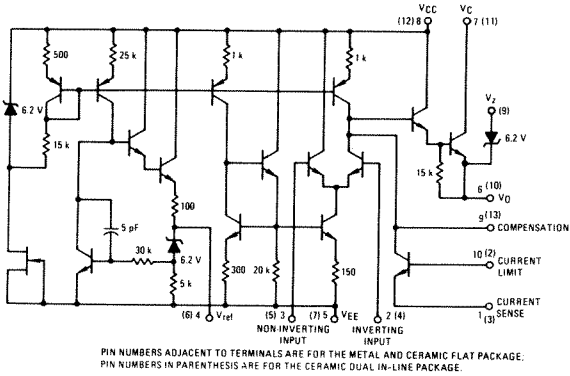 VCC VC
(12) 8 7 (11)
500 25 k 1 k 1 k
VZ
(9)
6.2 V 6.2 V
15 k 15 k
6 (10)
VO
100 9 (13)
COMPENSATION
5 pF
30 k 6.2 V 10 (2)
CURRENT
LIMIT
300 20 k 150
5 k
CURRENT
SENSE
1
(3)
(6) 4 Vref (5) 3 (7) 5 VEE 2 (4)
NON-INVERTING
INPUT
INVERTING
INPUT
PIN NUMBERS ADJACENT TO TERMINALS ARE FOR THE METAL AND CERAMIC FLAT PACKAGE;
PIN NUMBERS IN PARENTHESIS ARE FOR THE CERAMIC DUAL IN-LINE PACKAGE.